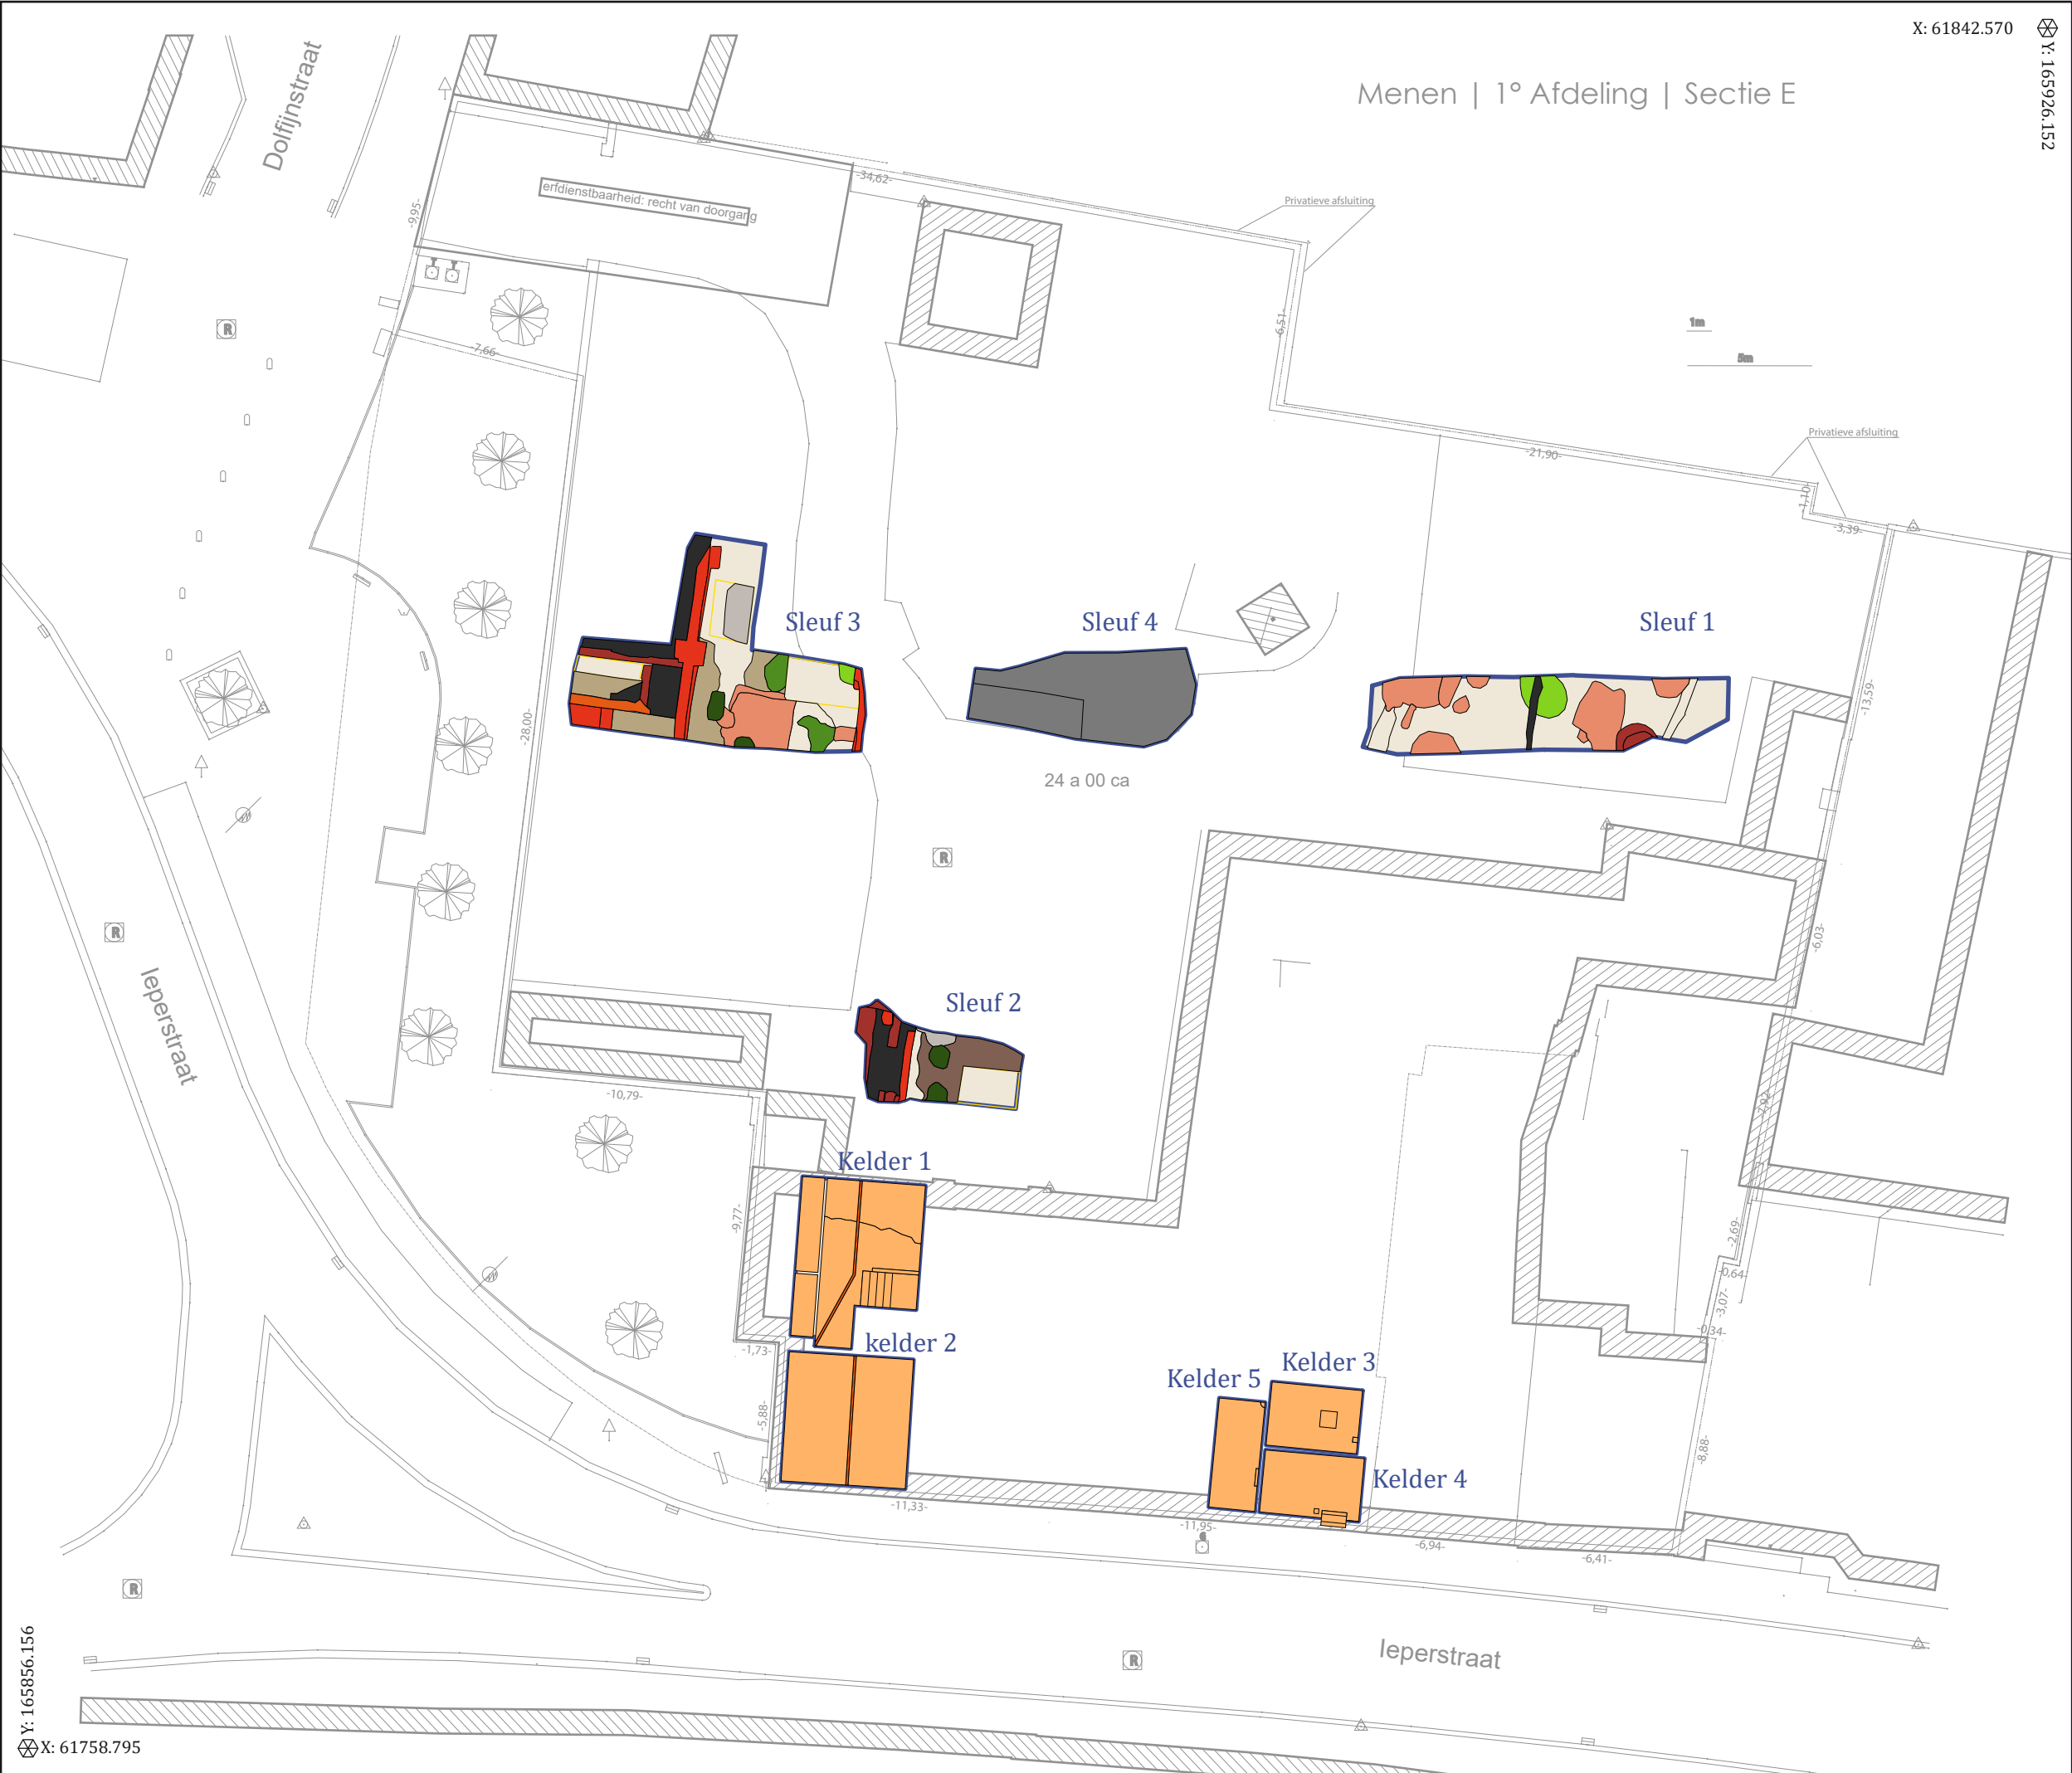 X: 61842.570
Y: 165926.152
Menen | 1° Afdeling | Sectie E
Dolfijnstraat
erfdienstbaarheid: recht van doorgang
-34,62-
-9,95-
Privatieve afsluiting
-6,51-
1m
5m
R
-7,66-
Privatieve afsluiting
-21,90-
-1,10-
-3,39-
Sleuf 3
Sleuf 4
Sleuf 1
-13,59-
-28,00-
24 a 00 ca
R
R
-6,03-
Ieperstraat
Sleuf 2
-10,79-
Kelder 1
-9,77-
-2,69-
-0,64-
-3,07-
-0,34-
kelder 2
-1,73-
Kelder 3
Kelder 5
-5,88-
-8,88-
Kelder 4
-11,33-
-11,95-
-6,94-
-6,41-
R
Ieperstraat
R
Y: 165856.156
X: 61758.795